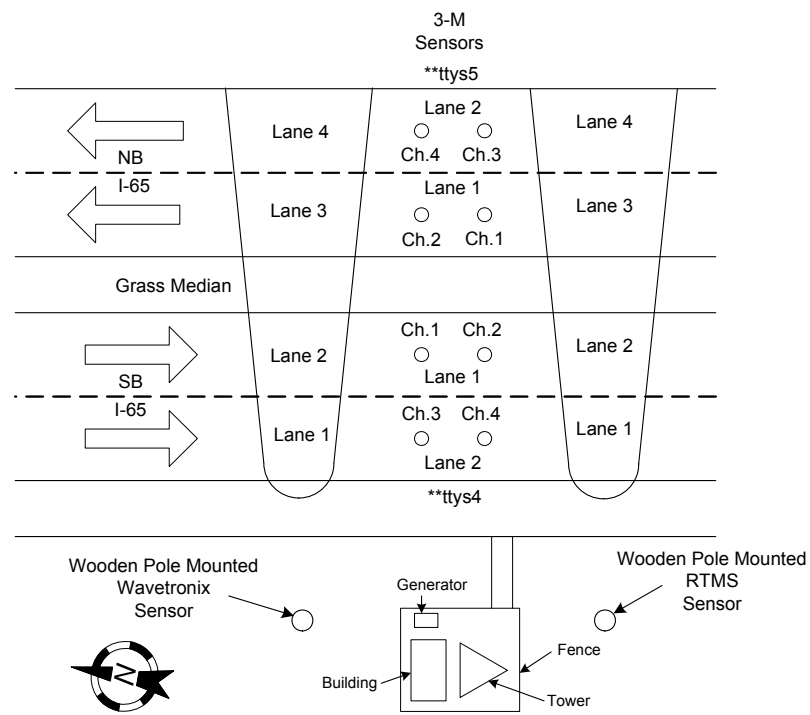 3-M
Sensors
**ttys5
Lane 4
Lane 2
Lane 4
Ch.4 Ch.3
NB
I-65
Lane 3
Lane 1
Lane 3
Ch.2 Ch.1
Grass Median
Ch.1 Ch.2
Lane 2
Lane 1
Lane 2
SB
I-65
Ch.3 Ch.4
Lane 1
Lane 2
Lane 1
**ttys4
Wooden Pole Mounted
Wavetronix
Sensor
Generator
Wooden Pole Mounted
RTMS
Sensor
Fence
Building
Tower
N